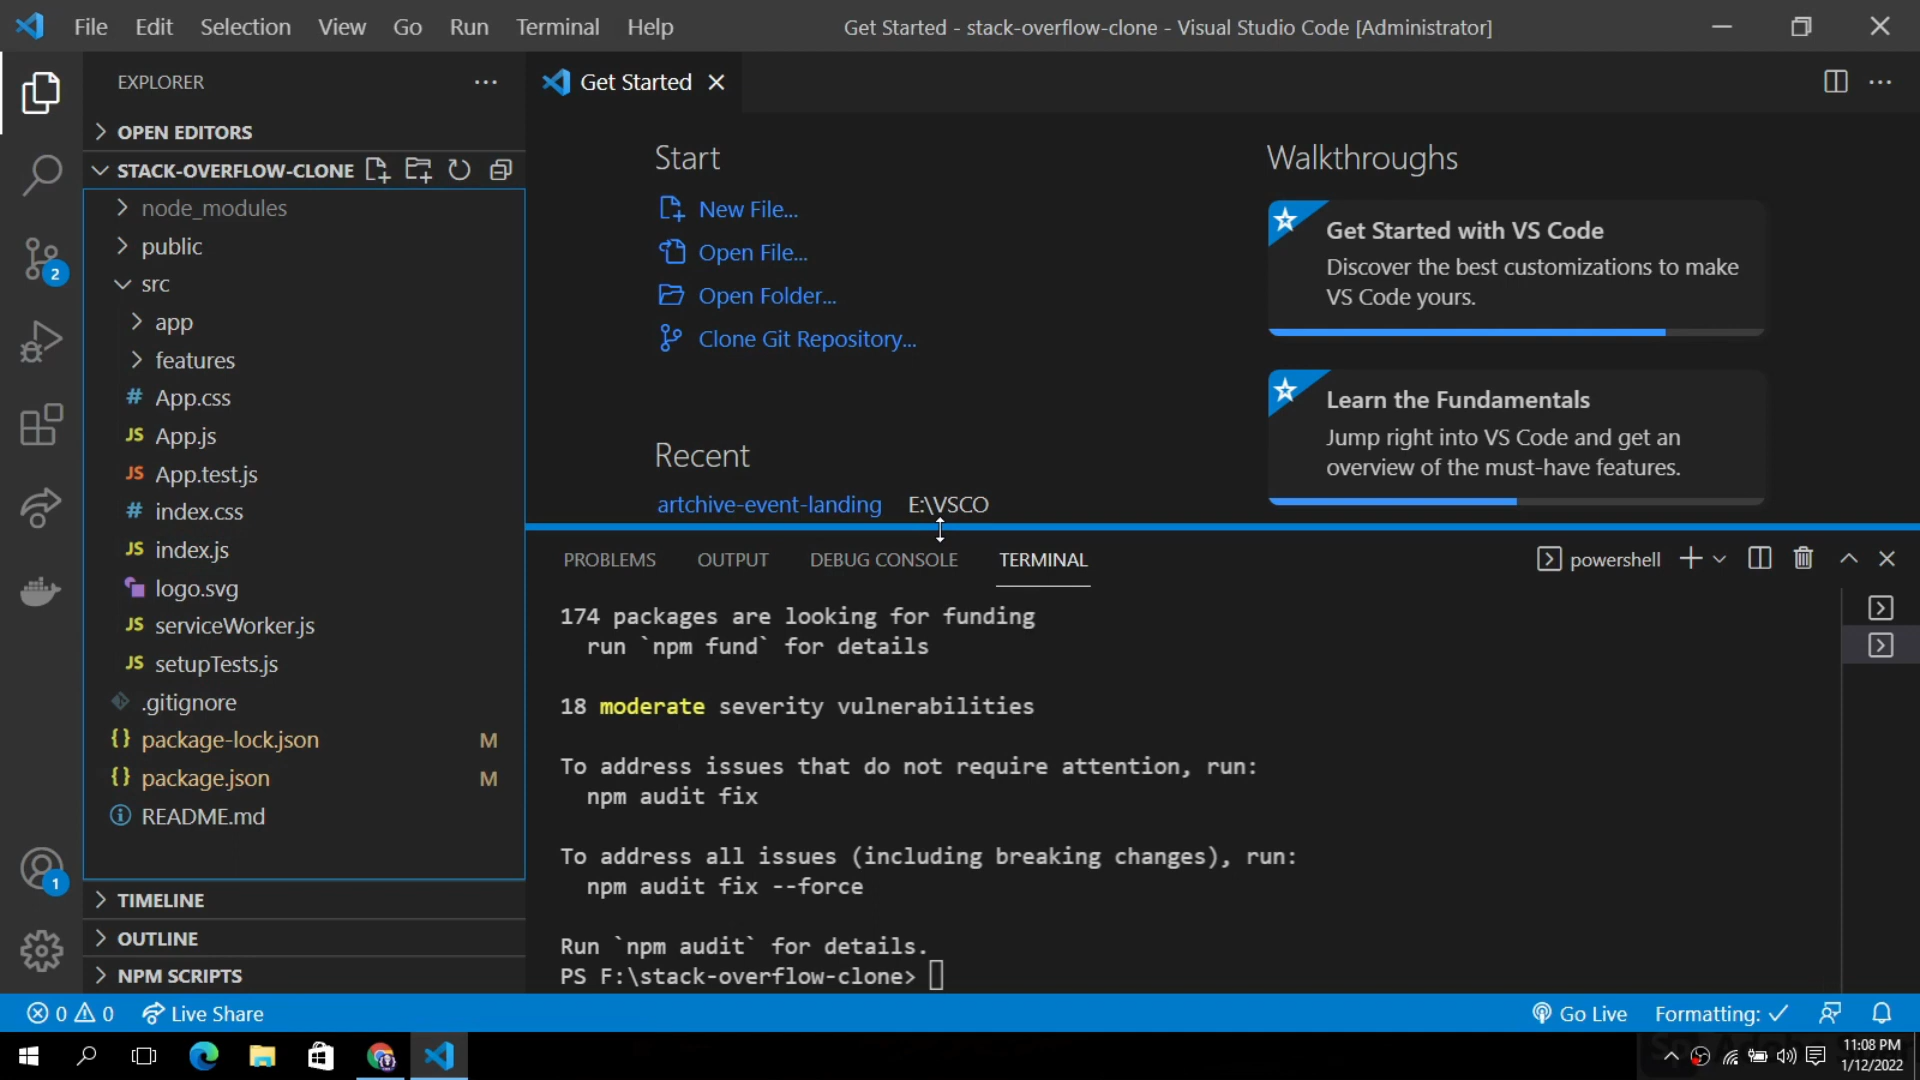 File Edit Selection View Go Run Terminal Help
Get Started - stack-overflow-clone - Visual Studio Code [Administrator]
EXPLORER
OPEN EDITORS
STACK-OVERFLOW-CLONE
node_modules
public
src
app
features
# App.css
JS App.js
JS App.test.js
# index.css
JS index.js
logo.svg
JS serviceWorker.js
JS setupTests.js
.gitignore
{} package-lock.json M
{} package.json M
README.md
TIMELINE
OUTLINE
NPM SCRIPTS
2
1
Get Started
Start
New File...
Open File...
Open Folder...
Clone Git Repository...
Recent
artchive-event-landing E:\VSCO
Walkthroughs
Get Started with VS Code
Discover the best customizations to make
VS Code yours.
Learn the Fundamentals
Jump right into VS Code and get an
overview of the must-have features.
PROBLEMS OUTPUT DEBUG CONSOLE TERMINAL
powershell
174 packages are looking for funding
run `npm fund` for details
18 moderate severity vulnerabilities
To address issues that do not require attention, run:
npm audit fix
To address all issues (including breaking changes), run:
npm audit fix --force
Run `npm audit` for details.
PS F:\stack-overflow-clone>
0 0 Live Share
Go Live Formatting:
11:08 PM
1/12/2022